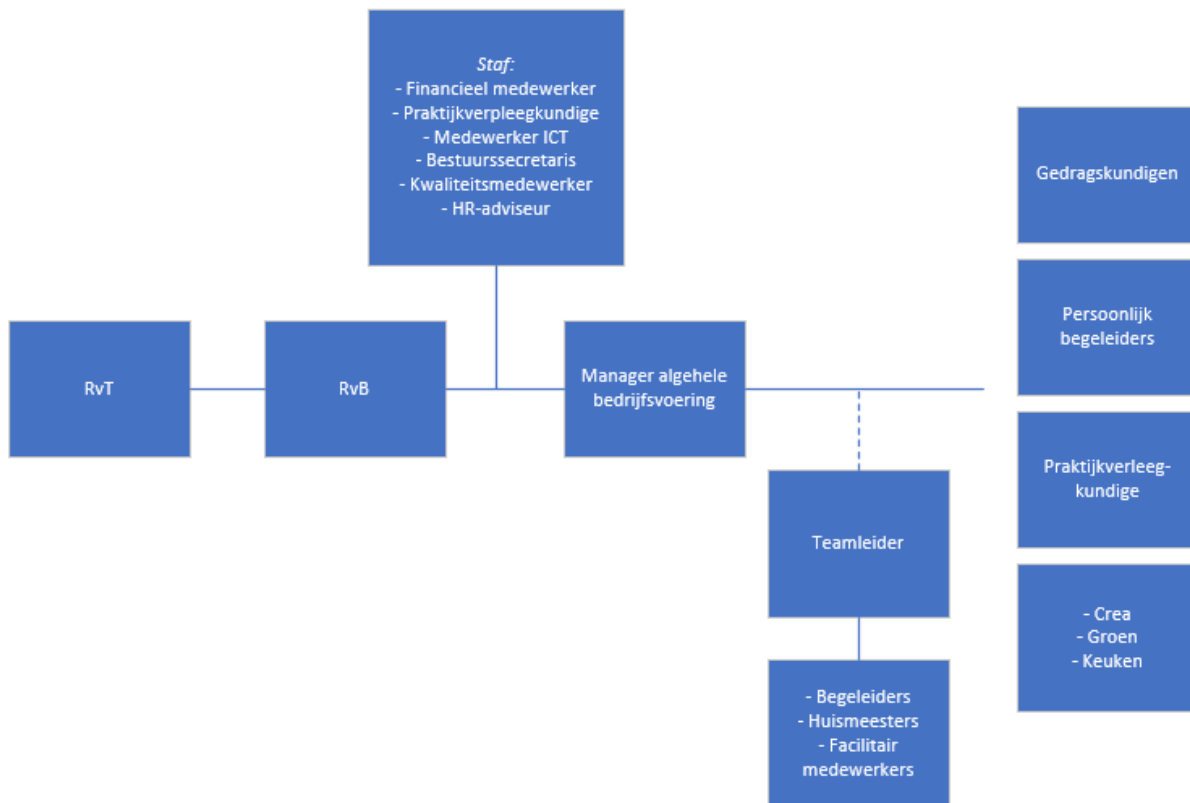 Staf:
- Financieel medewerker
- Praktijkverpleegkundige
- Medewerker ICT
- Bestuurssecretaris
- Kwaliteitsmedewerker
- HR-adviseur
RvT
RvB
Manager algehele
bedrijfsvoering
Teamleider
- Begeleiders
- Huismeesters
- Facilitair
medewerkers
Gedragskundigen
Persoonlijk
begeleiders
Praktijkverleeg-
kundige
- Crea
- Groen
- Keuken